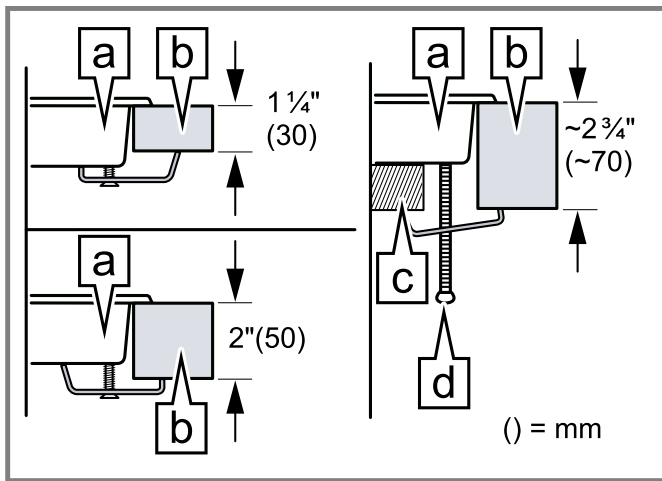 a
b
1 ¼"
(30)
a
b
2"(50)
a
b
~2 ¾"
(~70)
c
d
() = mm